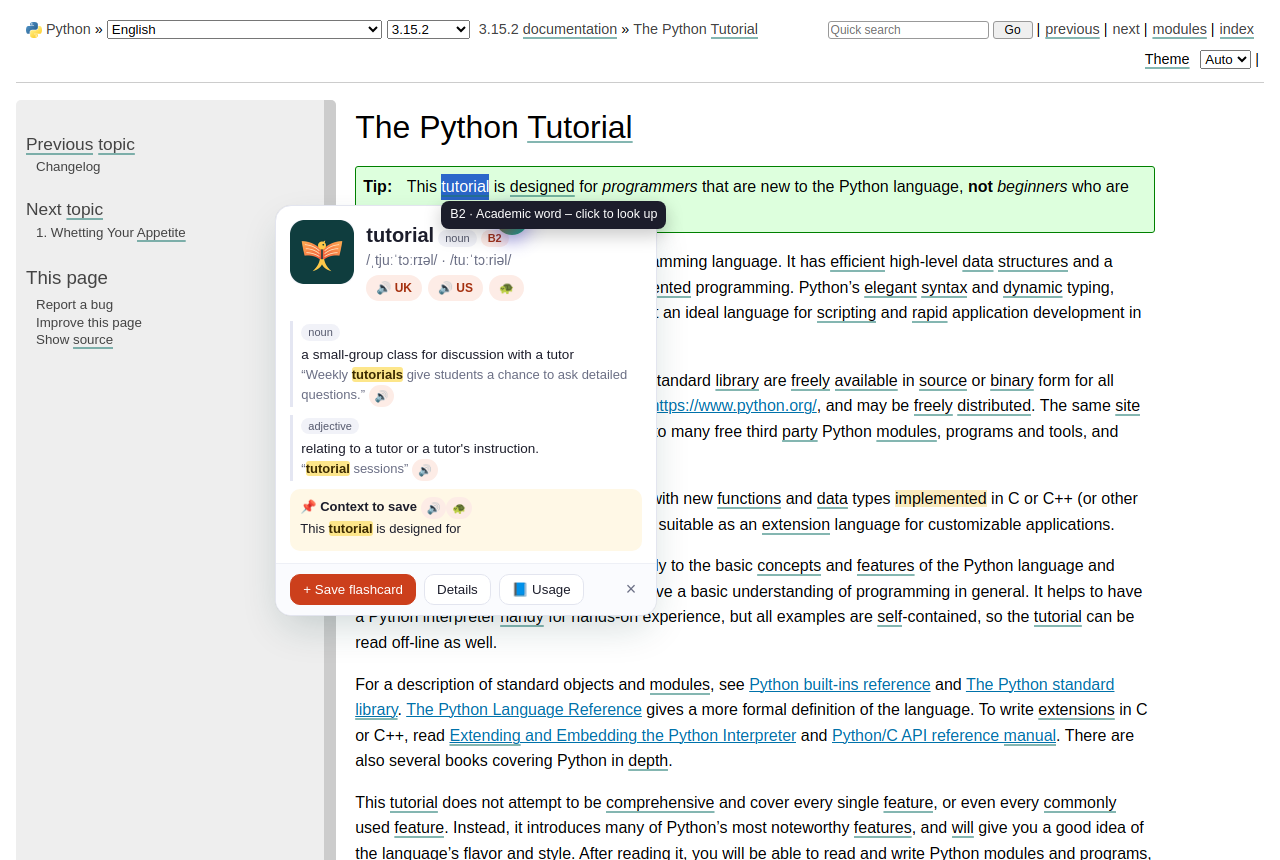 Python » English 3.15.2 3.15.2 documentation » The Python Tutorial Quick search Go | previous | next | modules | index
Theme Auto |
Previous topic
Changelog
Next topic
1. Whetting Your Appetite
This page
Report a bug
Improve this page
Show source
The Python Tutorial
Tip: This tutorial is designed for programmers that are new to the Python language, not beginners who are
B2 · Academic word – click to look up
tutorial noun B2
/ˌtjuːˈtɔːrɪəl/ · /tuːˈtɔːriəl/
🔊 UK 🔊 US 🐢
noun
a small-group class for discussion with a tutor
“Weekly tutorials give students a chance to ask detailed
questions.” 🔊
adjective
relating to a tutor or a tutor's instruction.
“tutorial sessions” 🔊
📌 Context to save 🔊 🐢
This tutorial is designed for
+ Save flashcard Details 📘 Usage ✕
amming language. It has efficient high-level data structures and a
ented programming. Python’s elegant syntax and dynamic typing,
t an ideal language for scripting and rapid application development in
tandard library are freely available in source or binary form for all
https://www.python.org/, and may be freely distributed. The same site
to many free third party Python modules, programs and tools, and
with new functions and data types implemented in C or C++ (or other
suitable as an extension language for customizable applications.
ly to the basic concepts and features of the Python language and
ve a basic understanding of programming in general. It helps to have
a Python interpreter handy for hands-on experience, but all examples are self-contained, so the tutorial can be
read off-line as well.
For a description of standard objects and modules, see Python built-ins reference and The Python standard
library. The Python Language Reference gives a more formal definition of the language. To write extensions in C
or C++, read Extending and Embedding the Python Interpreter and Python/C API reference manual. There are
also several books covering Python in depth.
This tutorial does not attempt to be comprehensive and cover every single feature, or even every commonly
used feature. Instead, it introduces many of Python’s most noteworthy features, and will give you a good idea of
the language’s flavor and style. After reading it, you will be able to read and write Python modules and programs,